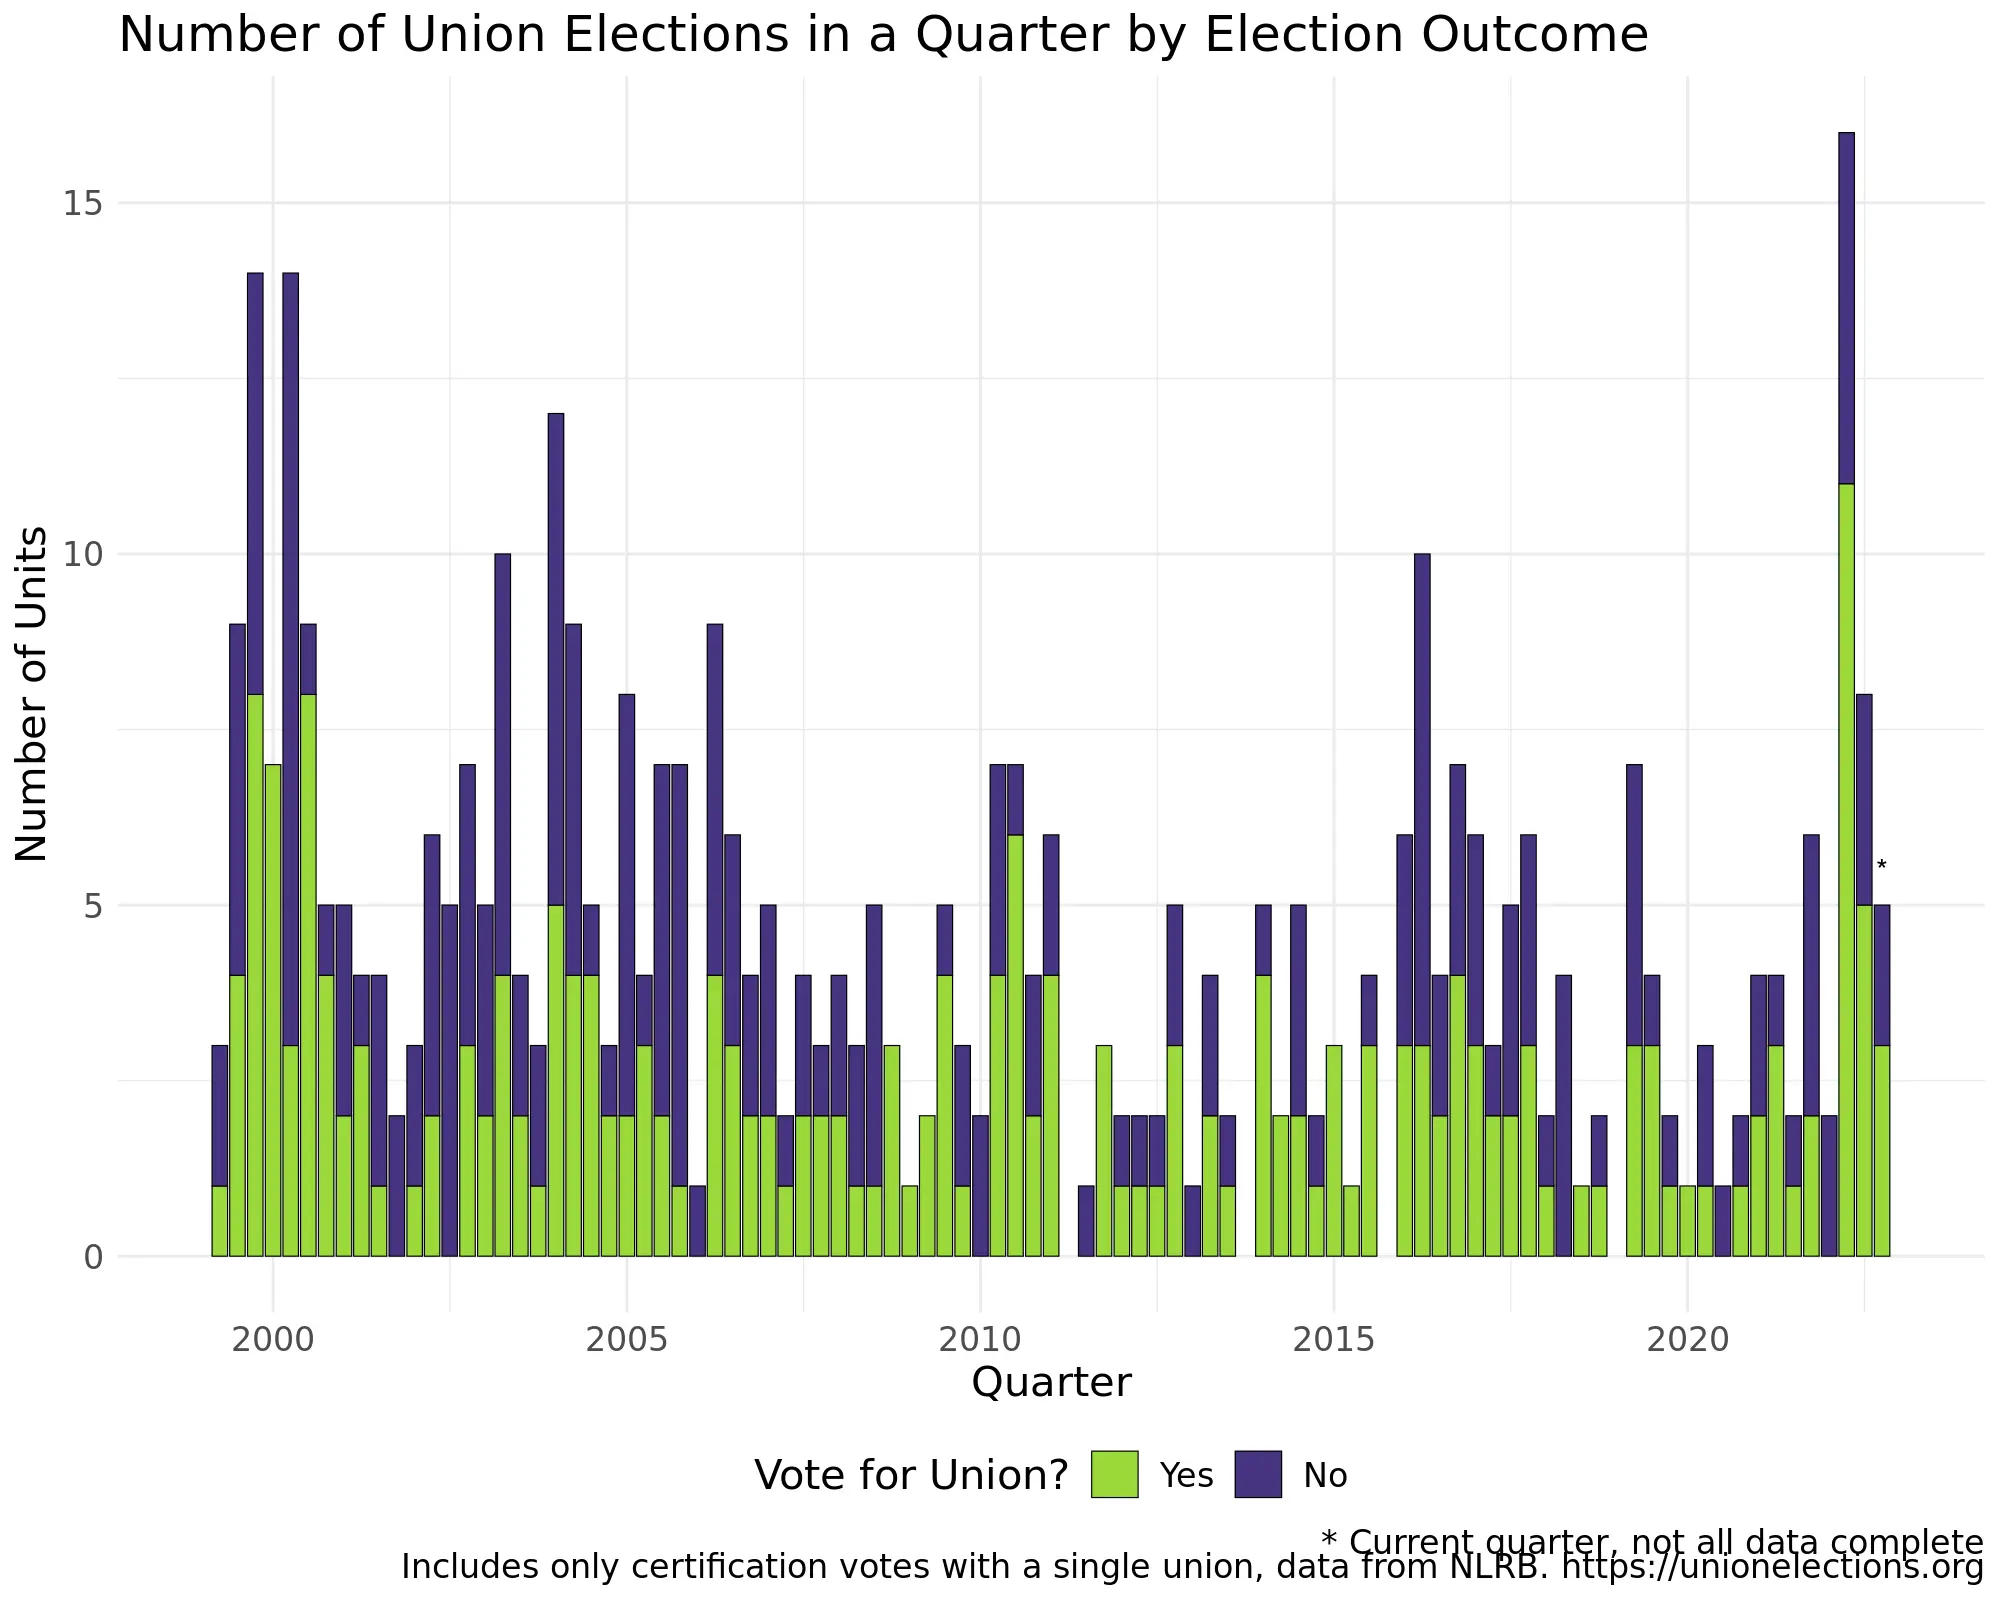 Number of Union Elections in a Quarter by Election Outcome
Number of Units
15
10
5
0
*
2000 2005 2010 2015 2020
Quarter
Vote for Union? Yes No
* Current quarter, not all data complete
Includes only certification votes with a single union, data from NLRB. https://unionelections.org